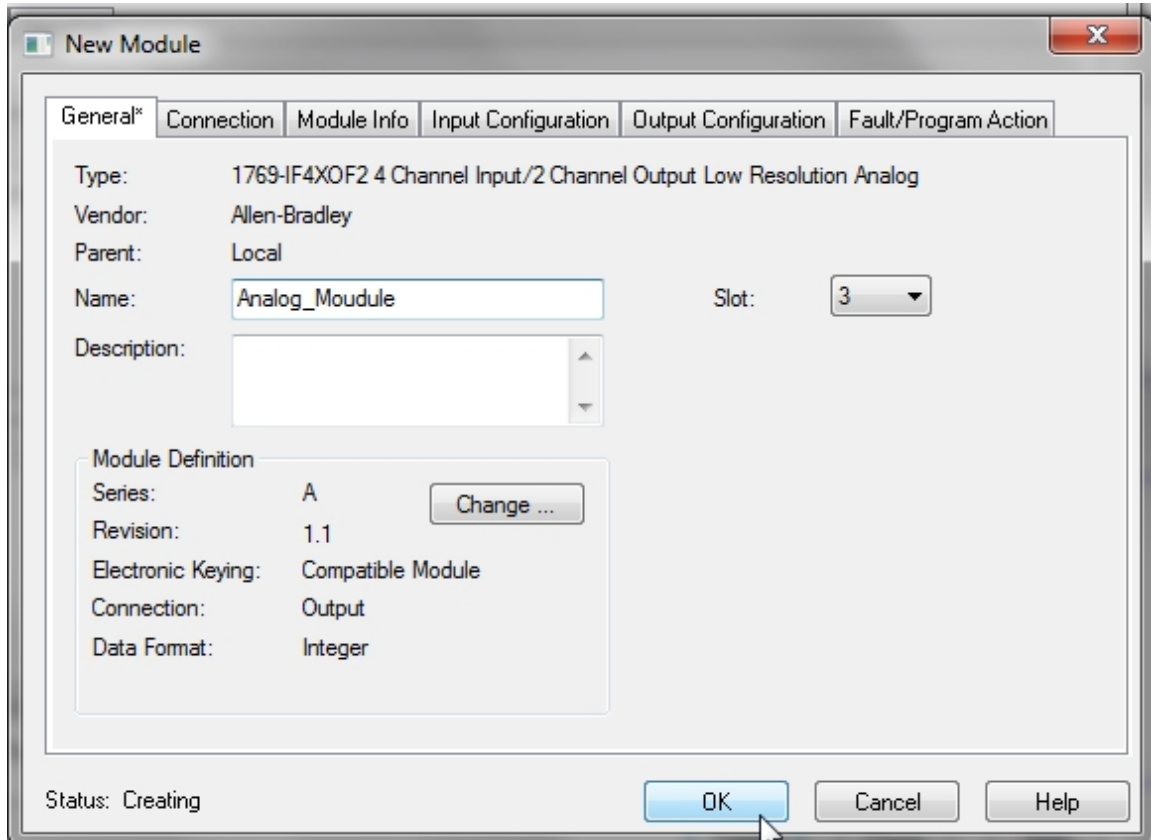 New Module
General* Connection Module Info Input Configuration Output Configuration Fault/Program Action
Type: 1769-IF4XOF2 4 Channel Input/2 Channel Output Low Resolution Analog
Vendor: Allen-Bradley
Parent: Local
Name: Analog_Moudule Slot: 3
Description:
Module Definition
Series: A Change ...
Revision: 1.1
Electronic Keying: Compatible Module
Connection: Output
Data Format: Integer
Status: Creating OK Cancel Help